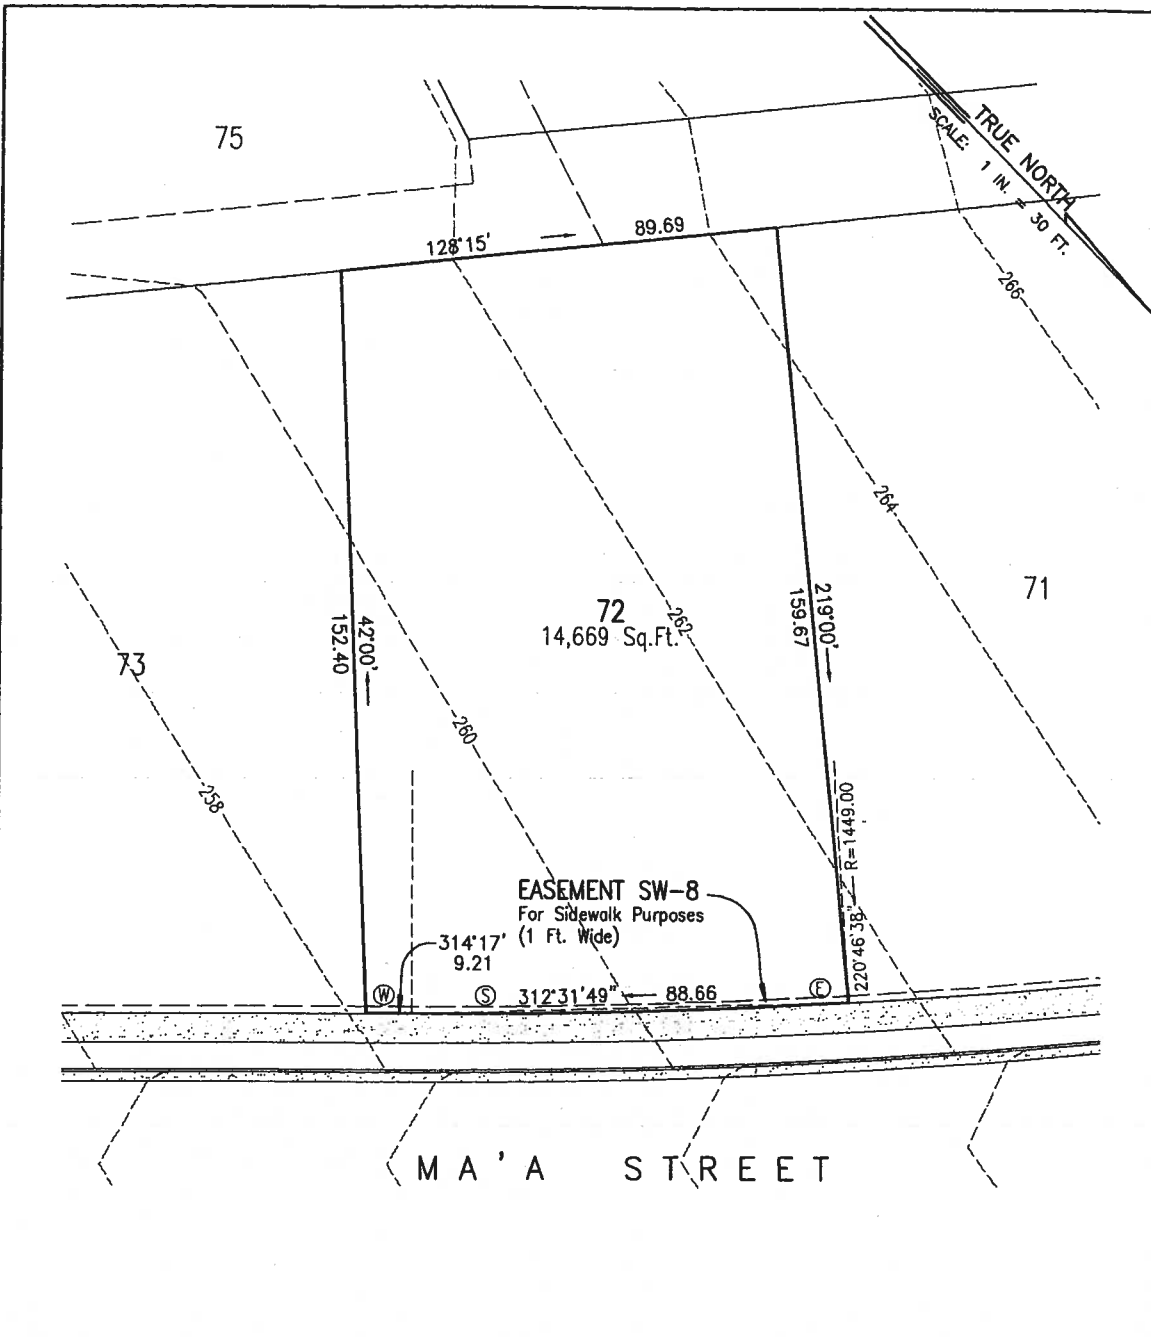 75
TRUE NORTH
SCALE: 1 IN. = 30 FT.
128°15'
89.69
266
264
72
14,669 Sq.Ft.
262
71
73
42°00'
152.40
219°00'
159.67
260
258
R=1449.00
220°46'38"
EASEMENT SW-8
For Sidewalk Purposes
(1 Ft. Wide)
314°17'
9.21
W
S
312°31'49"
88.66
E
MA'A STREET